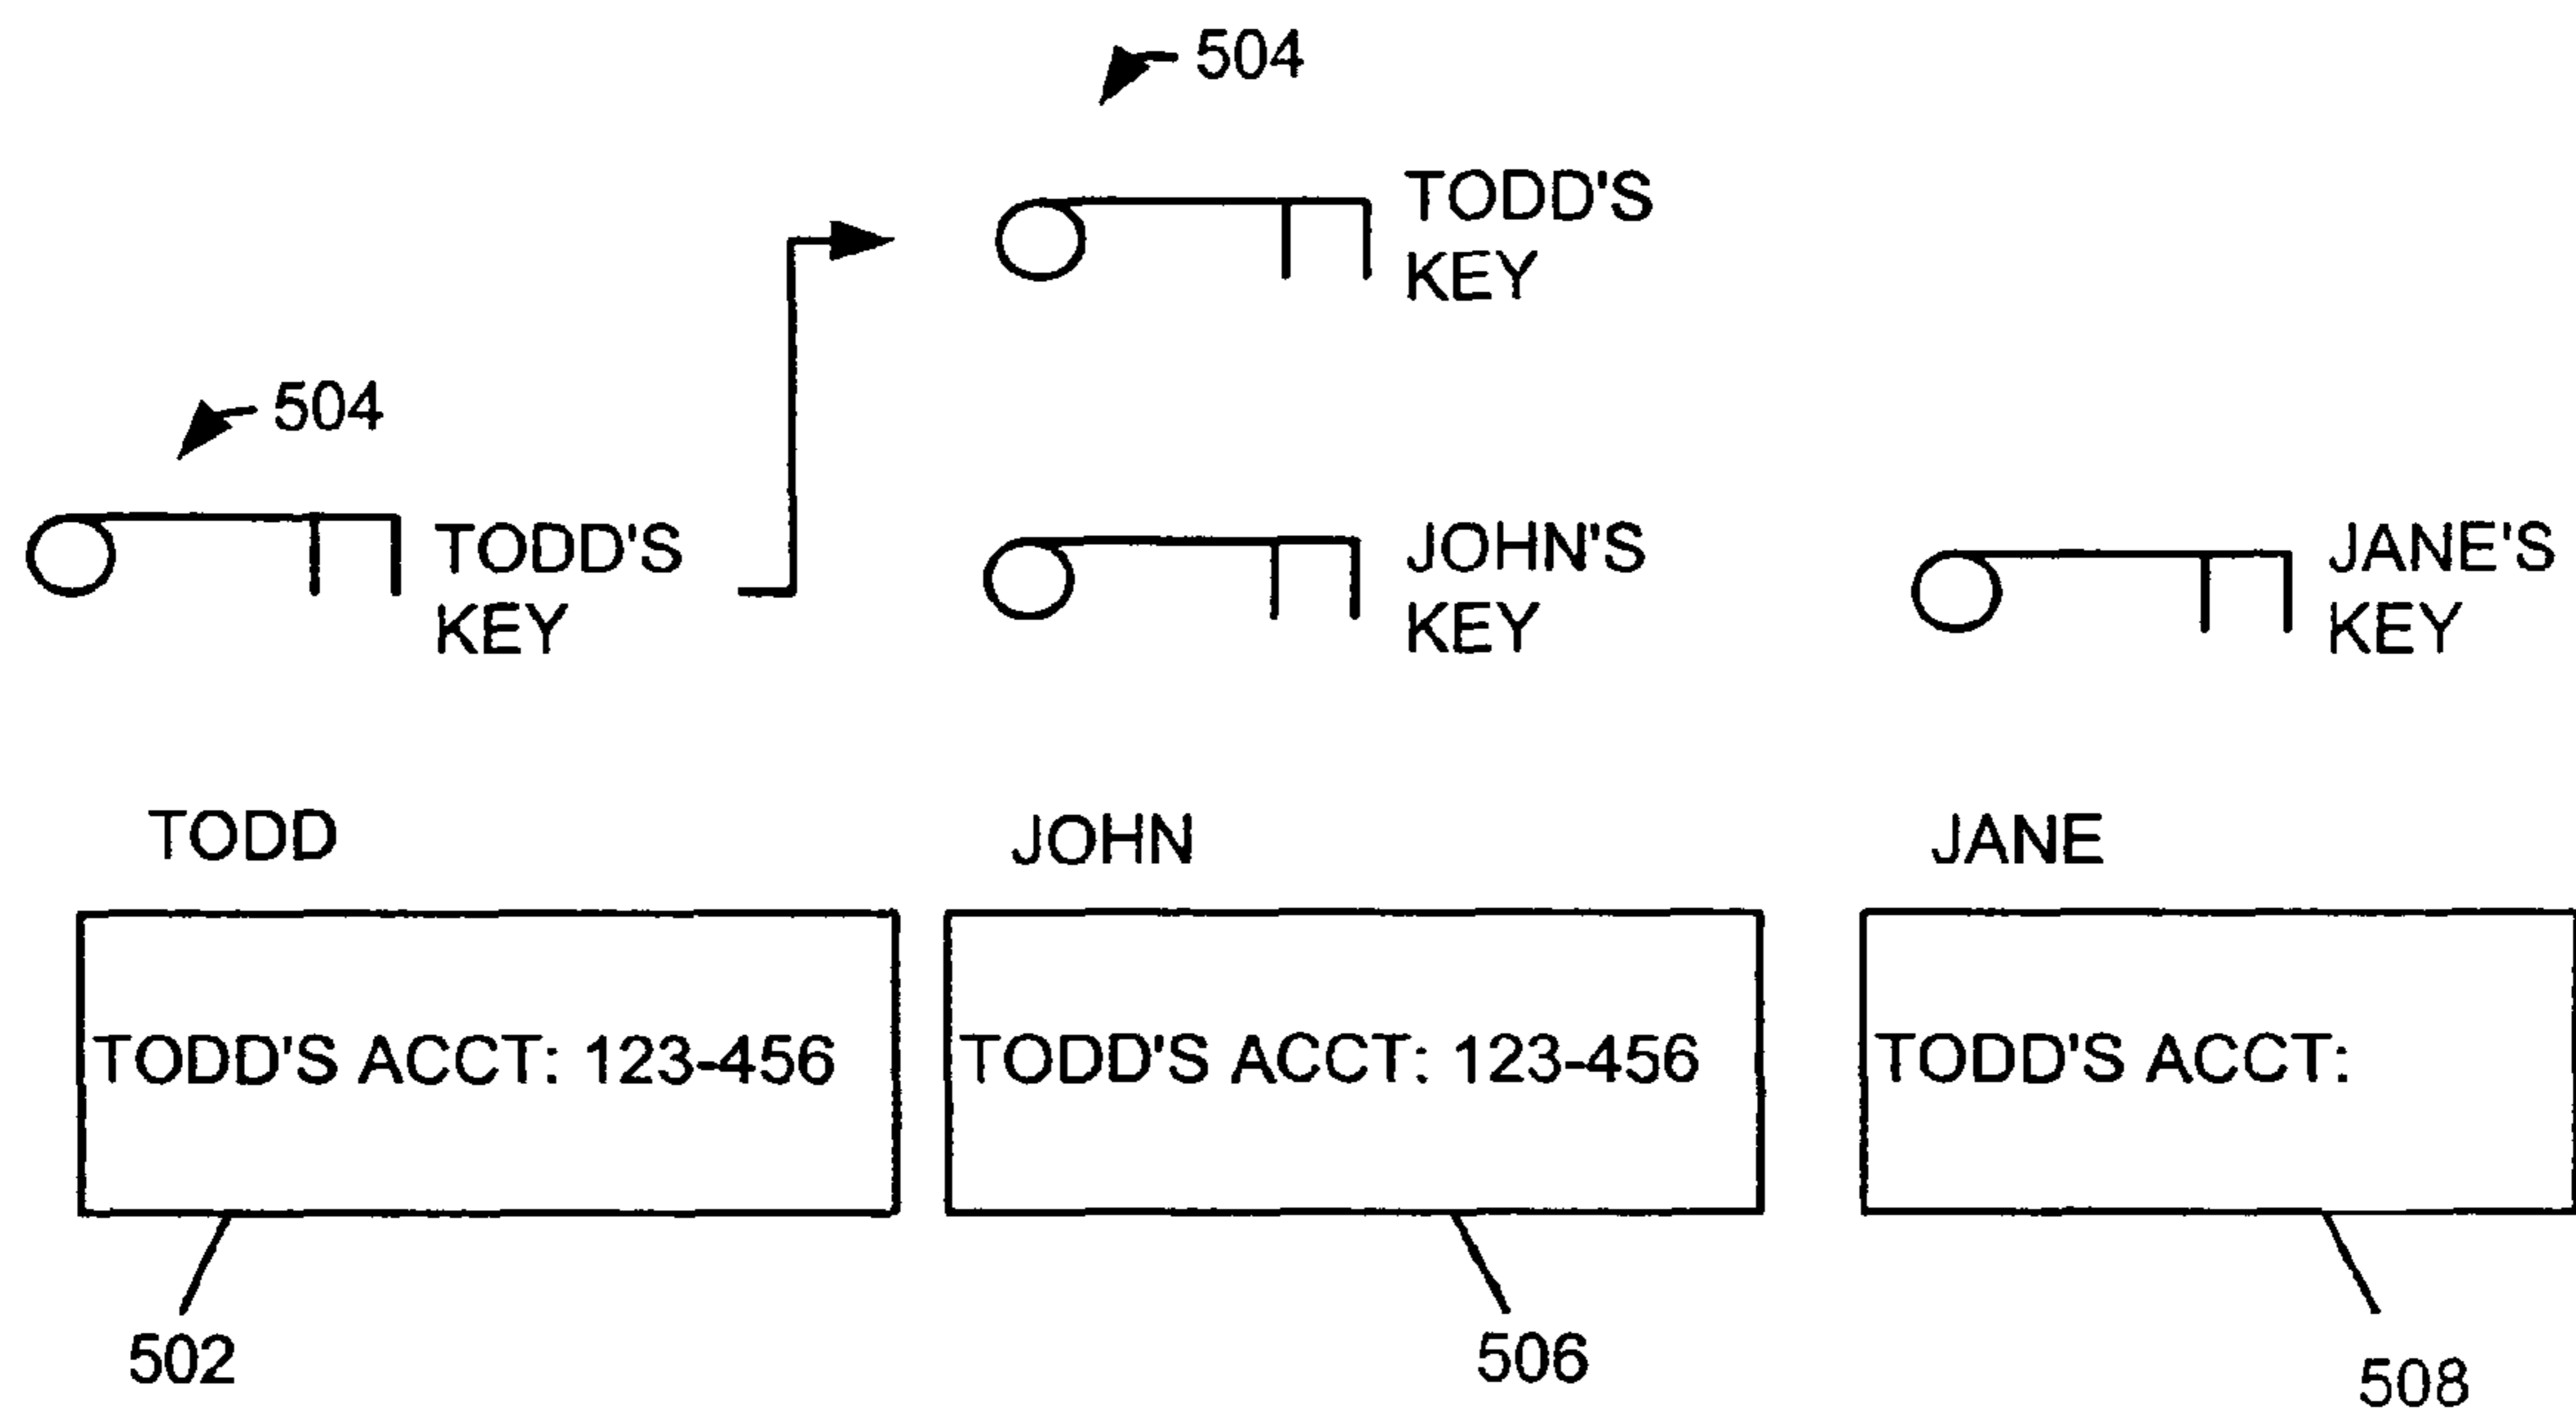 504
TODD'S
KEY
504
TODD'S
KEY
JOHN'S
KEY
JANE'S
KEY
TODD
JOHN
JANE
TODD'S ACCT: 123-456
TODD'S ACCT: 123-456
TODD'S ACCT:
502
506
508